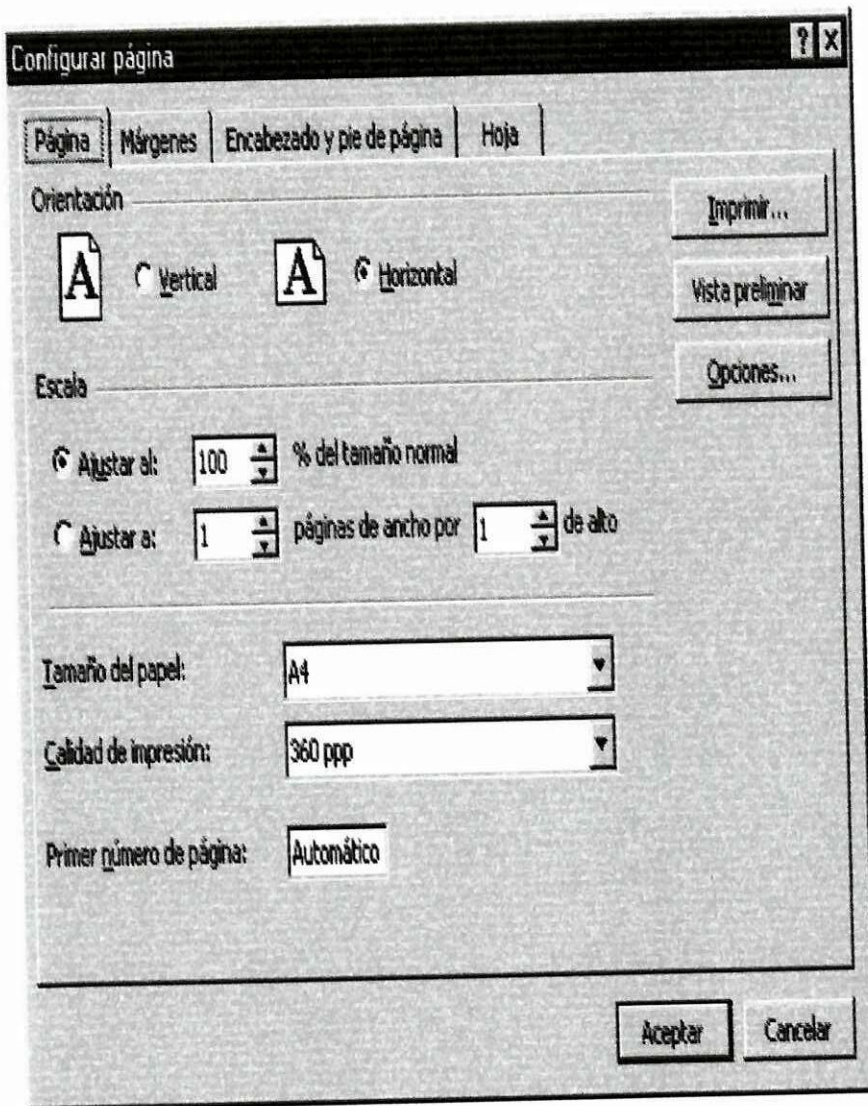 Configurar página
Página Márgenes Encabezado y pie de página Hoja
Orientación
A Vertical A Horizontal
Imprimir...
Vista preliminar
Opciones...
Escala
Ajustar al: 100 % del tamaño normal
Ajustar a: 1 páginas de ancho por 1 de alto
Tamaño del papel: A4
Calidad de impresión: 360 ppp
Primer número de página: Automático
Aceptar Cancelar